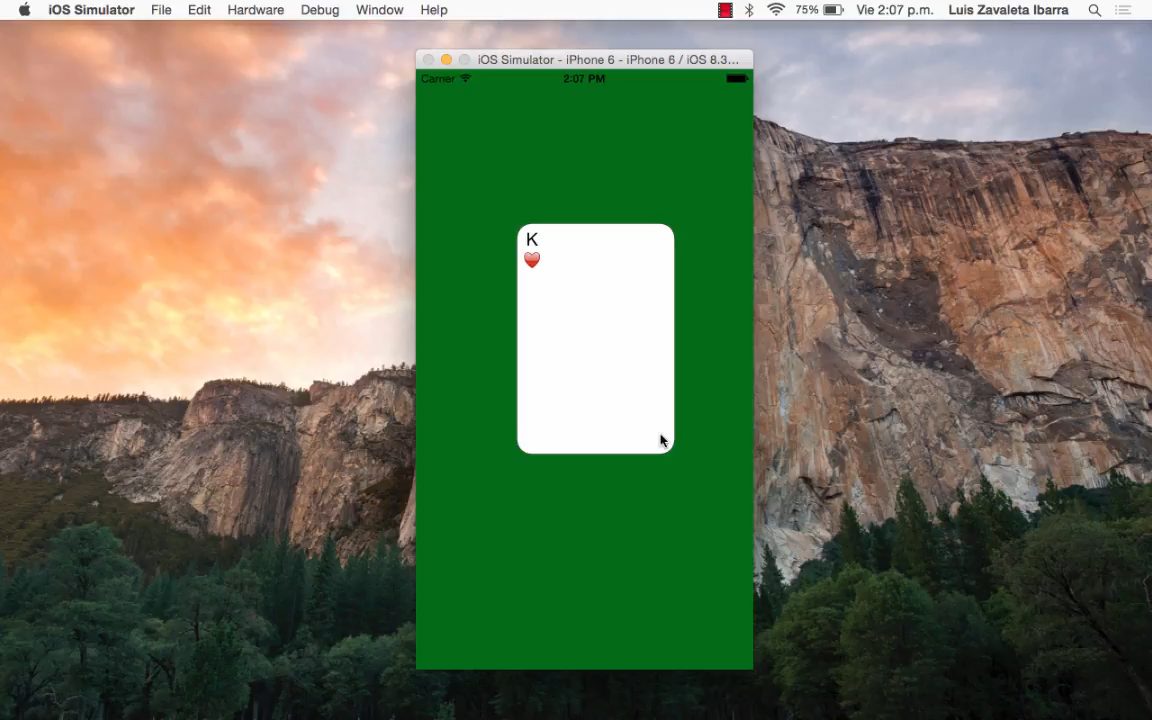 iOS Simulator File Edit Hardware Debug Window Help 75% Vie 2:07 p.m. Luis Zavaleta Ibarra
iOS Simulator - iPhone 6 - iPhone 6 / iOS 8.3...
Carrier 2:07 PM
K